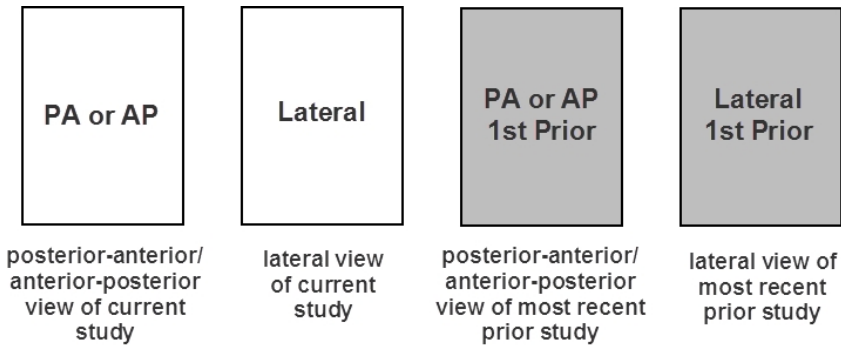 PA or AP
Lateral
PA or AP
1st Prior
Lateral
1st Prior
posterior-anterior/
anterior-posterior
view of current
study
lateral view
of current
study
posterior-anterior/
anterior-posterior
view of most recent
prior study
lateral view of
most recent
prior study